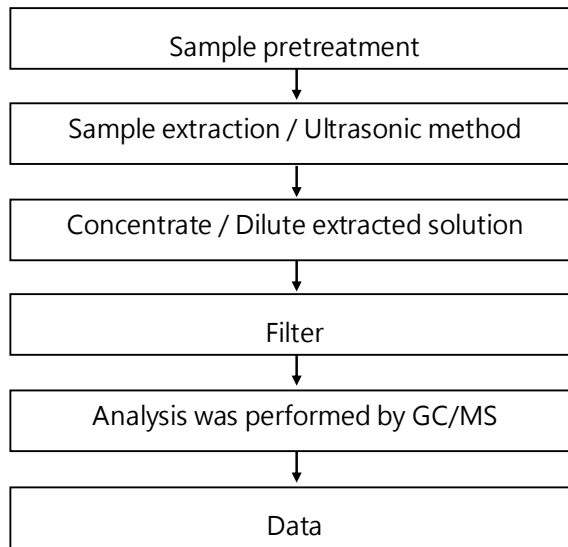 Sample pretreatment
Sample extraction / Ultrasonic method
Concentrate / Dilute extracted solution
Filter
Analysis was performed by GC/MS
Data